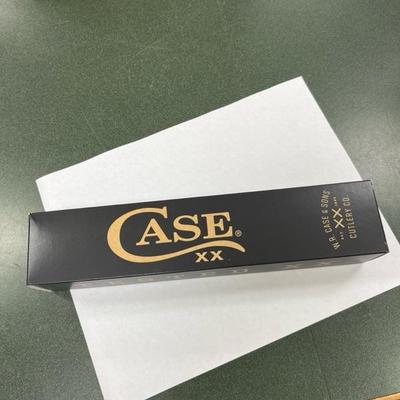 CASE®
XX
W.R. CASE & SONS
XX
CUTLERY CO.